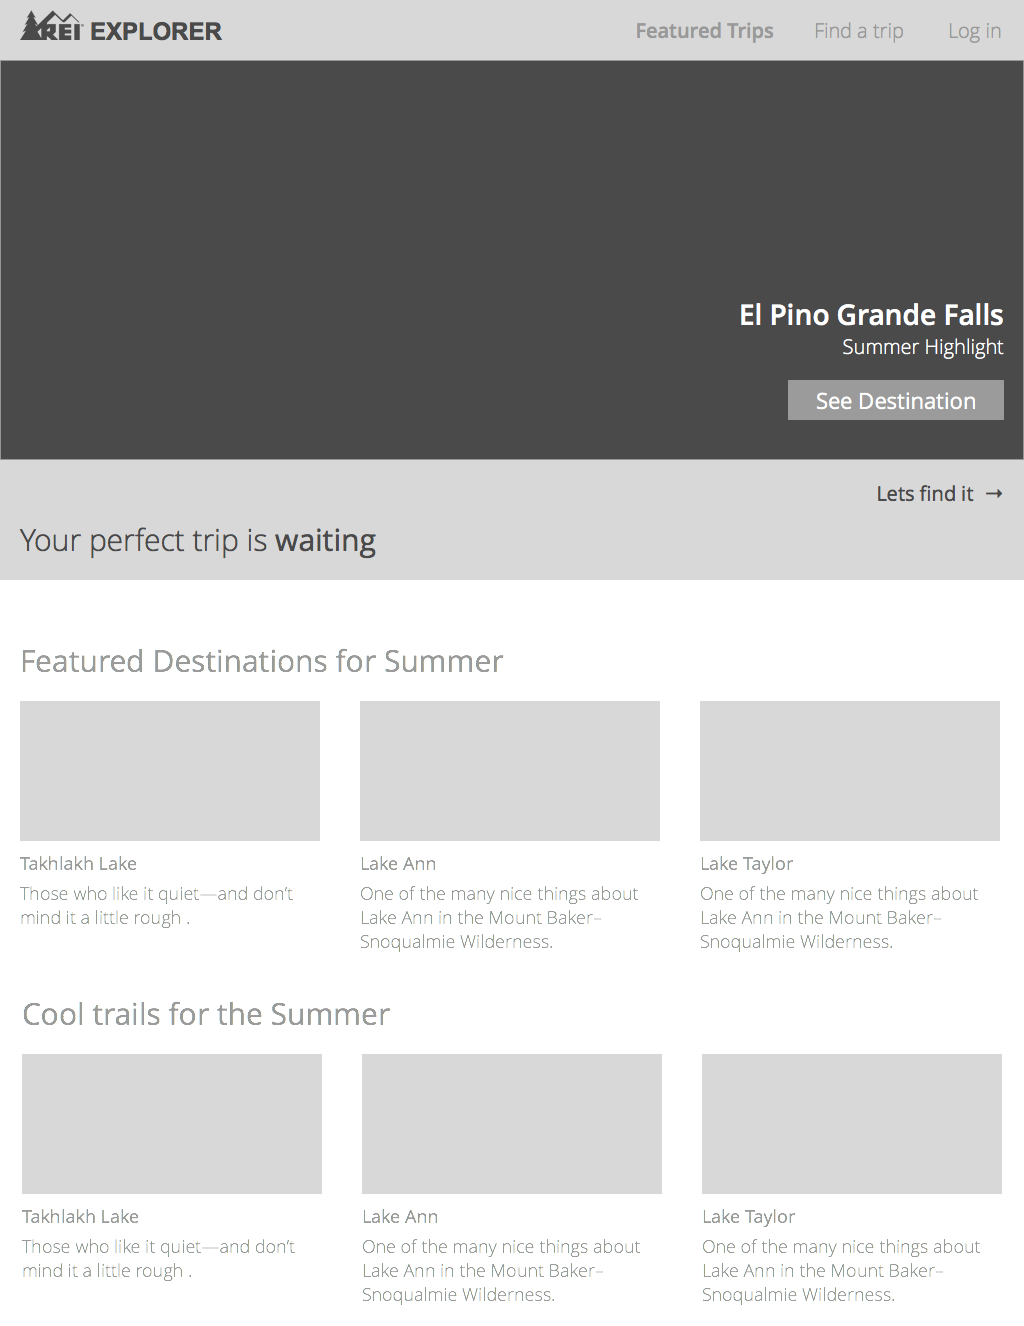 REI EXPLORER
Featured Trips
Find a trip
Log in
El Pino Grande Falls
Summer Highlight
See Destination
Lets find it →
Your perfect trip is waiting
Featured Destinations for Summer
Takhlakh Lake
Those who like it quiet—and don't
mind it a little rough .
Lake Ann
One of the many nice things about
Lake Ann in the Mount Baker–
Snoqualmie Wilderness.
Lake Taylor
One of the many nice things about
Lake Ann in the Mount Baker–
Snoqualmie Wilderness.
Cool trails for the Summer
Takhlakh Lake
Those who like it quiet—and don't
mind it a little rough .
Lake Ann
One of the many nice things about
Lake Ann in the Mount Baker–
Snoqualmie Wilderness.
Lake Taylor
One of the many nice things about
Lake Ann in the Mount Baker–
Snoqualmie Wilderness.